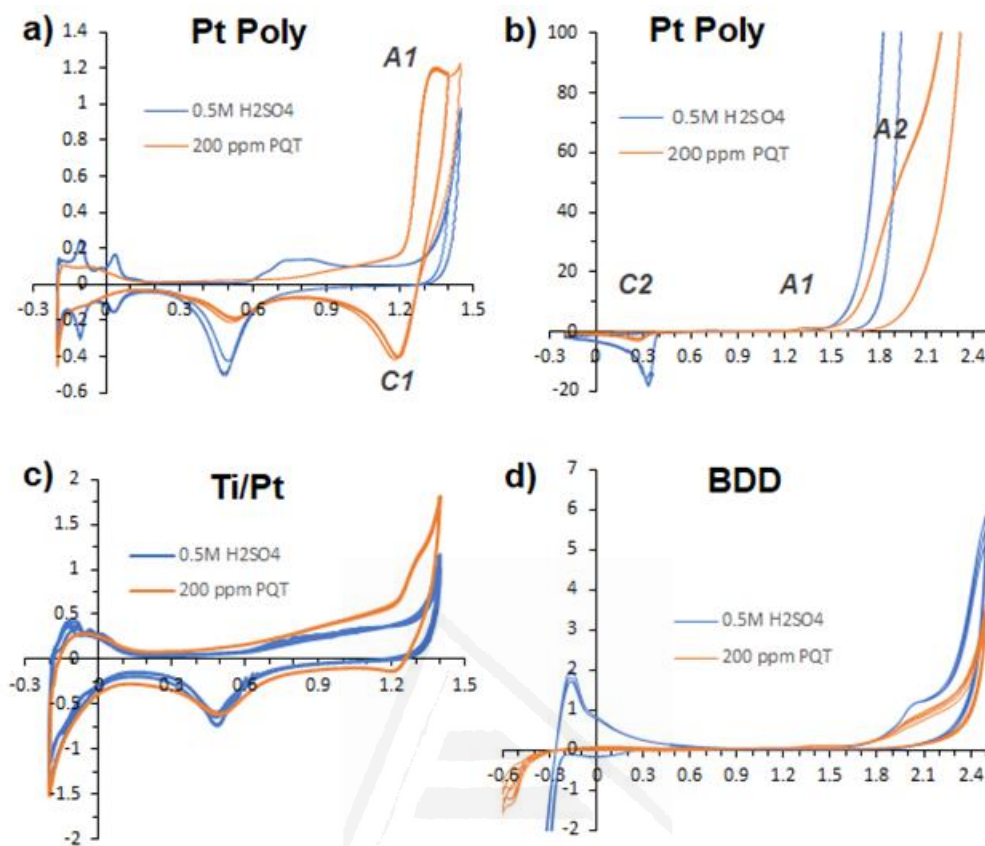 a) Pt Poly
1.4
1.2
1
0.8
0.6
0.4
0.2
0
-0.2
-0.4
-0.6
-0.3 0 0.3 0.6 0.9 1.2 1.5
A1
C1
0.5M H2SO4
200 ppm PQT
b) Pt Poly
100
80
60
40
20
0
-20
-0.3 0 0.3 0.6 0.9 1.2 1.5 1.8 2.1 2.4
0.5M H2SO4
200 ppm PQT
A2
C2
A1
c) Ti/Pt
2
1.5
1
0.5
0
-0.5
-1
-1.5
-2
-0.3 0 0.3 0.6 0.9 1.2 1.5
0.5M H2SO4
200 ppm PQT
d) BDD
7
6
5
4
3
2
1
0
-1
-2
-0.6 -0.3 0 0.3 0.6 0.9 1.2 1.5 1.8 2.1 2.4
0.5M H2SO4
200 ppm PQT